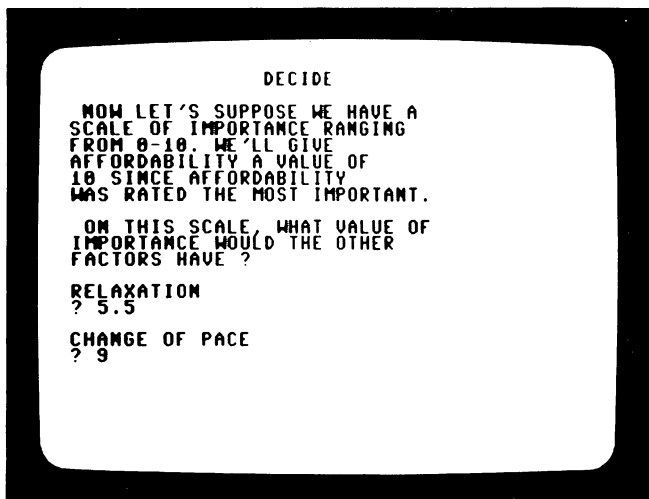 DECIDE
NOW LET'S SUPPOSE WE HAVE A
SCALE OF IMPORTANCE RANGING
FROM 0-10. WE'LL GIVE
AFFORDABILITY A VALUE OF
10 SINCE AFFORDABILITY
WAS RATED THE MOST IMPORTANT.
ON THIS SCALE, WHAT VALUE OF
IMPORTANCE WOULD THE OTHER
FACTORS HAVE ?
RELAXATION
? 5.5
CHANGE OF PACE
? 9